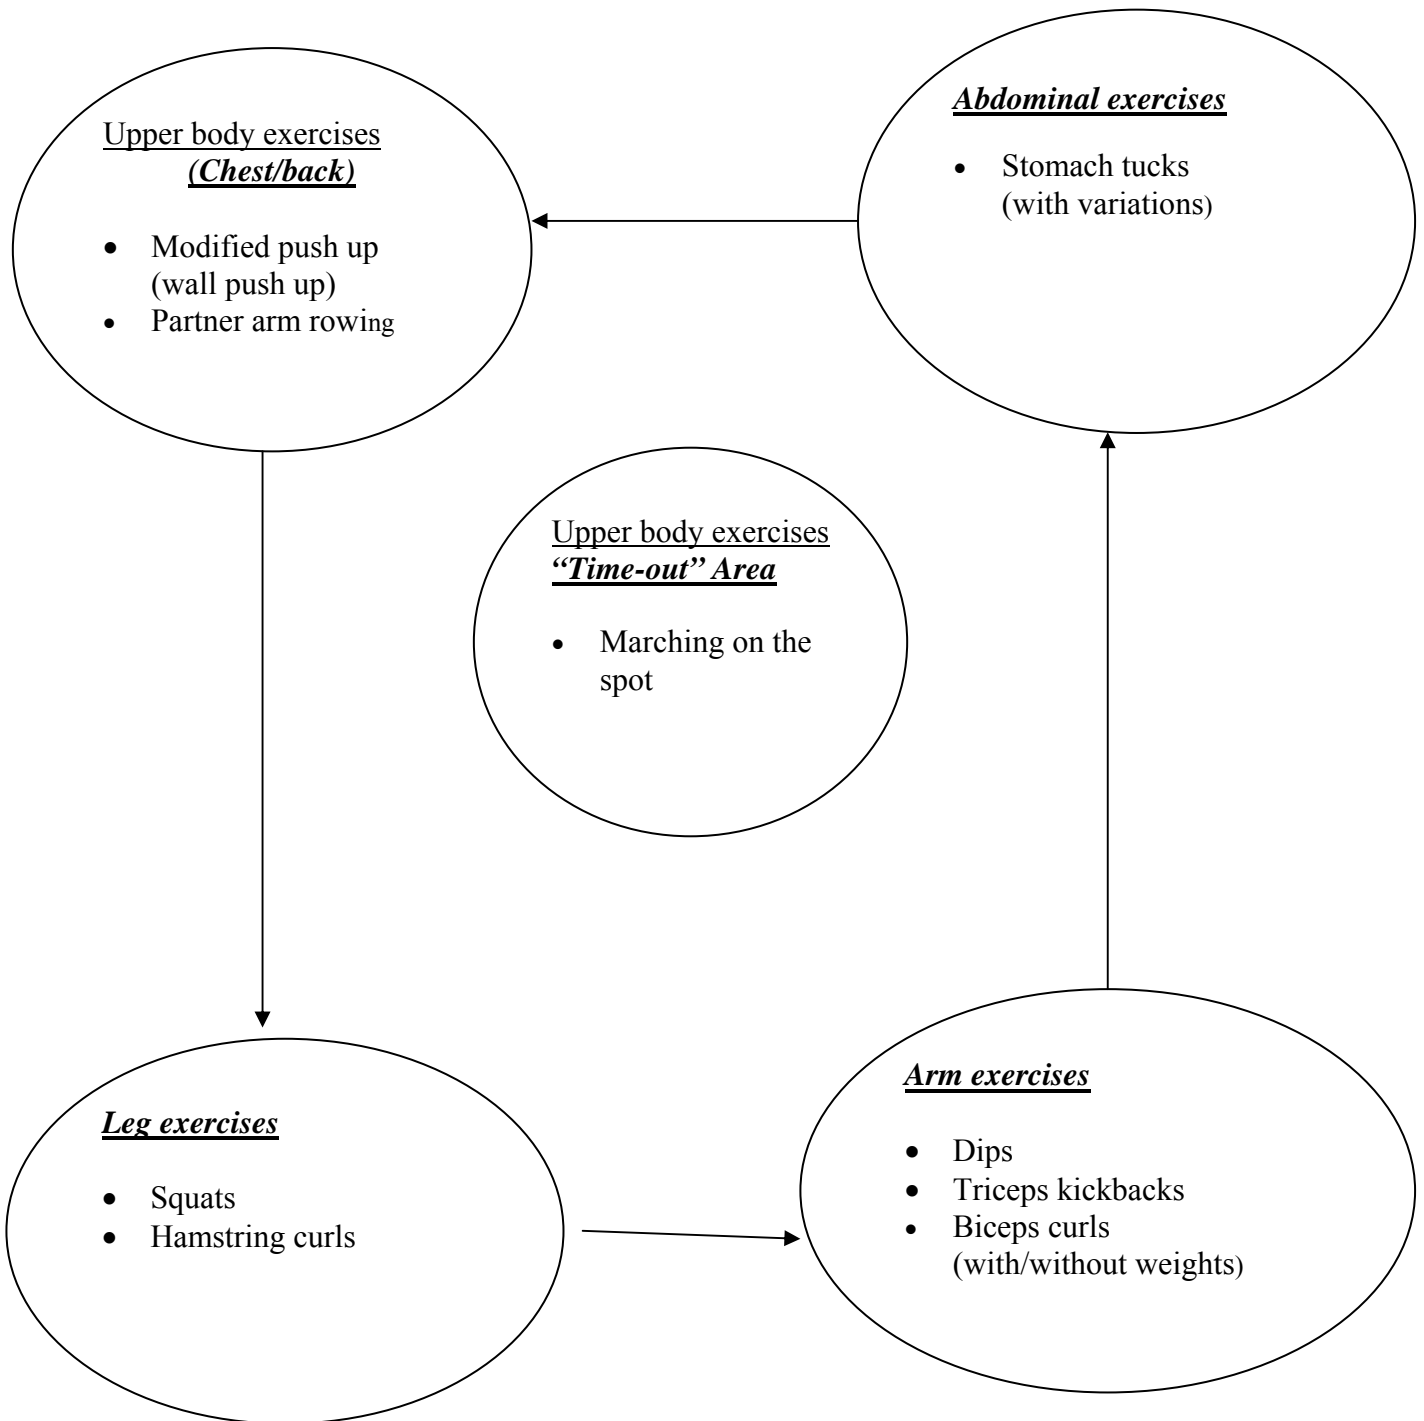 Upper body exercises
(Chest/back)
• Modified push up
(wall push up)
• Partner arm rowing
Abdominal exercises
• Stomach tucks
(with variations)
Upper body exercises
“Time-out” Area
• Marching on the
spot
Leg exercises
• Squats
• Hamstring curls
Arm exercises
• Dips
• Triceps kickbacks
• Biceps curls
(with/without weights)